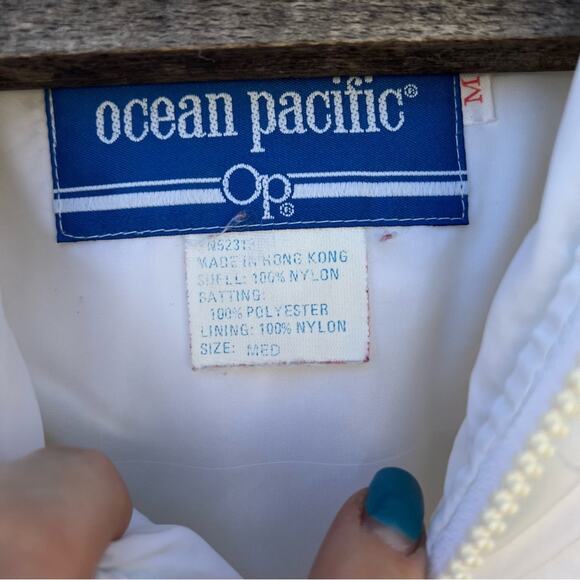 ocean pacific®
M
Op®
MADE IN HONG KONG
SHELL: 100% NYLON
BATTING:
100% POLYESTER
LINING: 100% NYLON
SIZE: MED